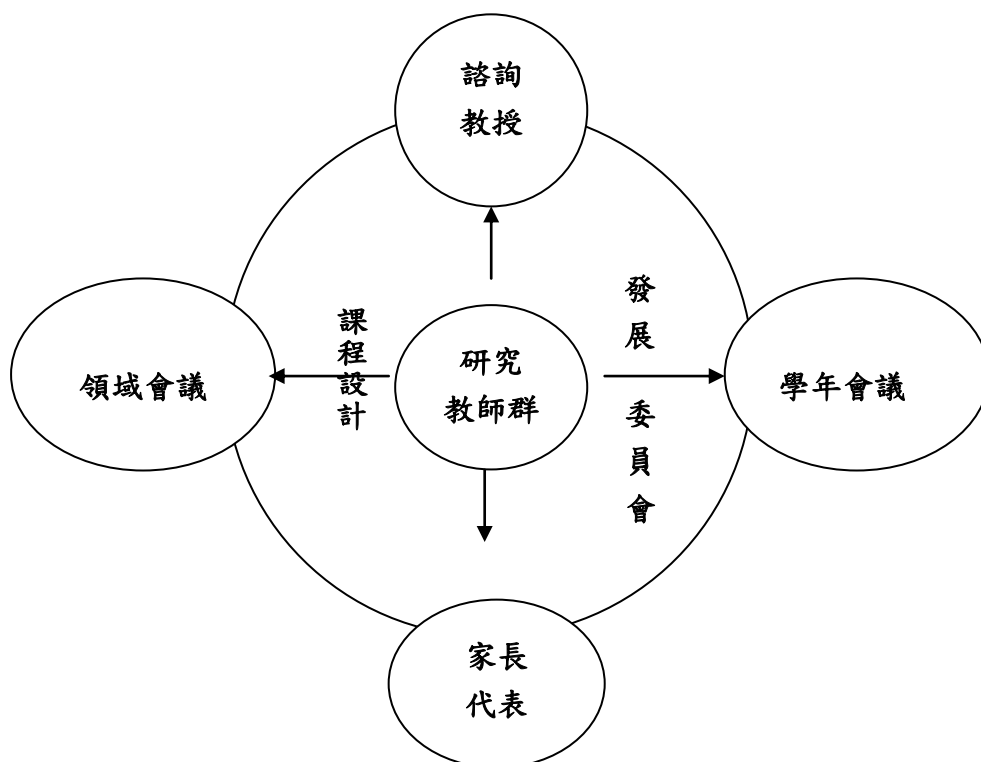 諮詢
教授
課程設計
發展 委員會
領域會議
研究
教師群
學年會議
家長
代表